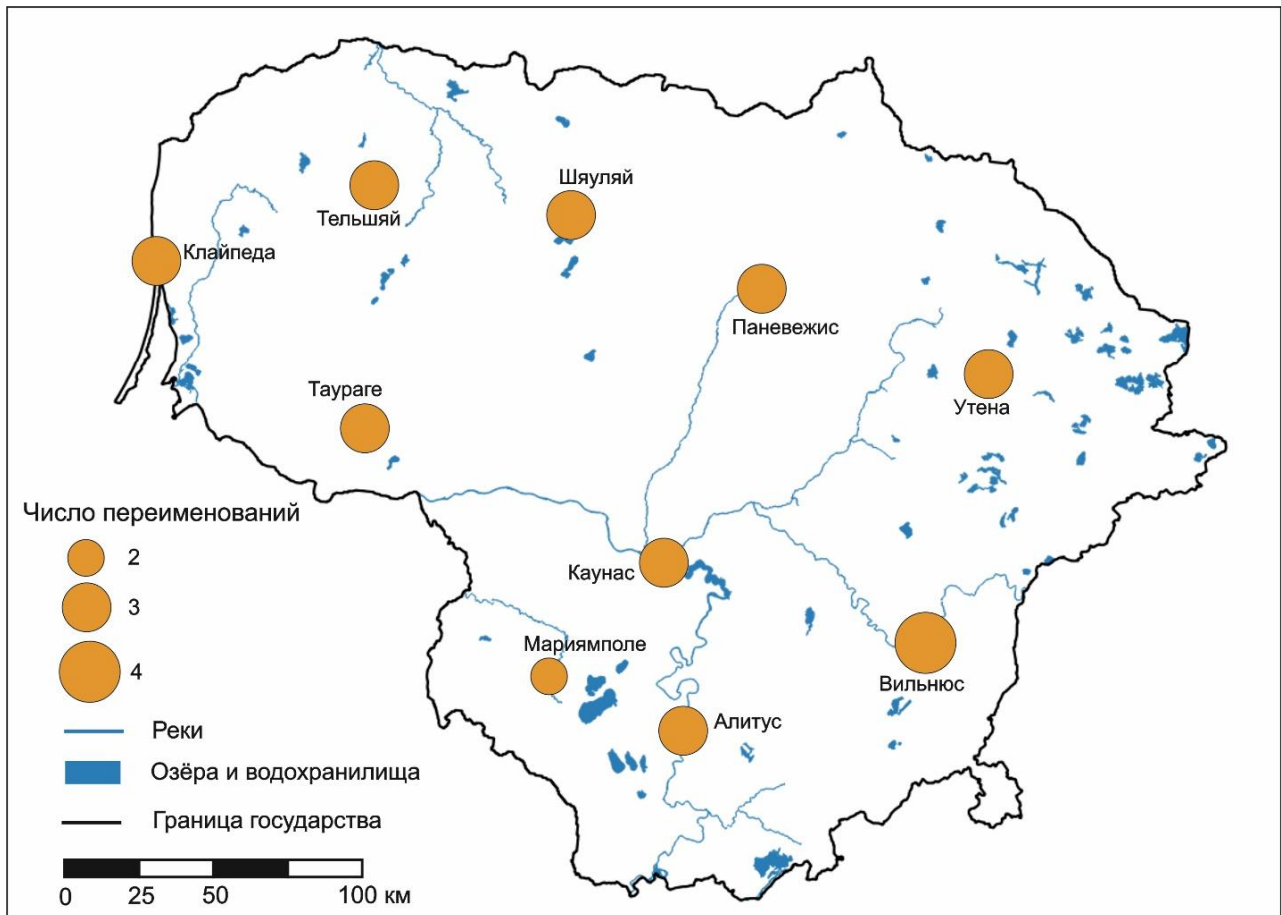 Шяуляй
Тельшяй
Клайпеда
Паневежис
Таураге
Утена
Каунас
Мариямполе
Вильнюс
Алитус
Число переименований
2
3
4
Реки
Озёра и водохранилища
Граница государства
0 25 50 100 км